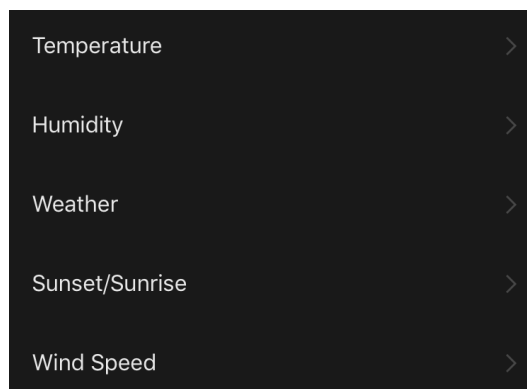 Temperature
Humidity
Weather
Sunset/Sunrise
Wind Speed